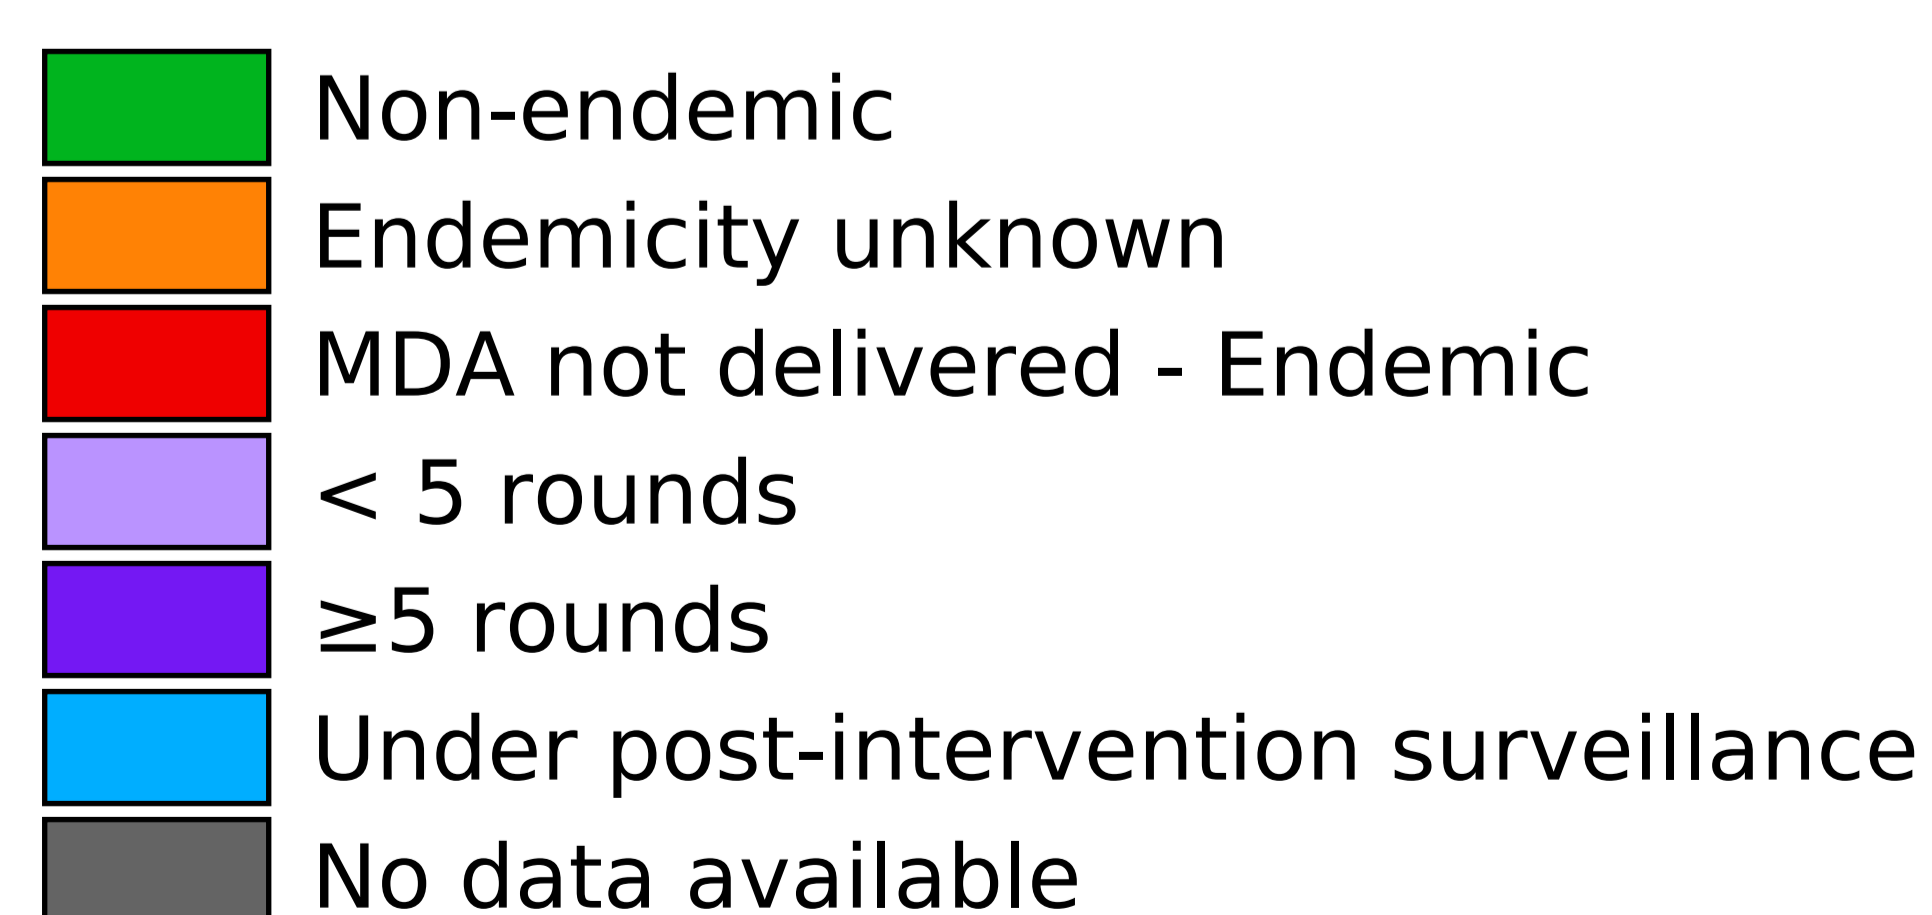 Non-endemic
Endemicity unknown
MDA not delivered - Endemic
< 5 rounds
≥5 rounds
Under post-intervention surveillance
No data available